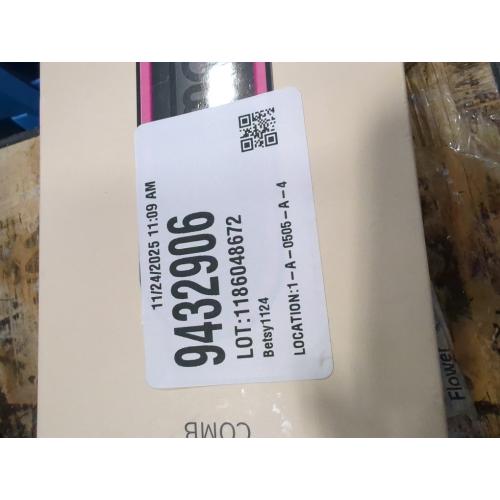 11/24/2025 11:09 AM
9432906
LOT:1186048672
Betsy1124
LOCATION:1-A-0505-A-4
COMB
Flower